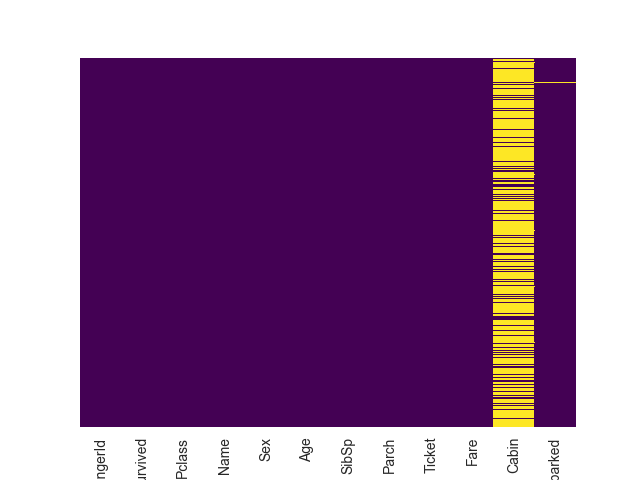 ngerId
urvived
Pclass
Name
Sex
Age
SibSp
Parch
Ticket
Fare
Cabin
barked